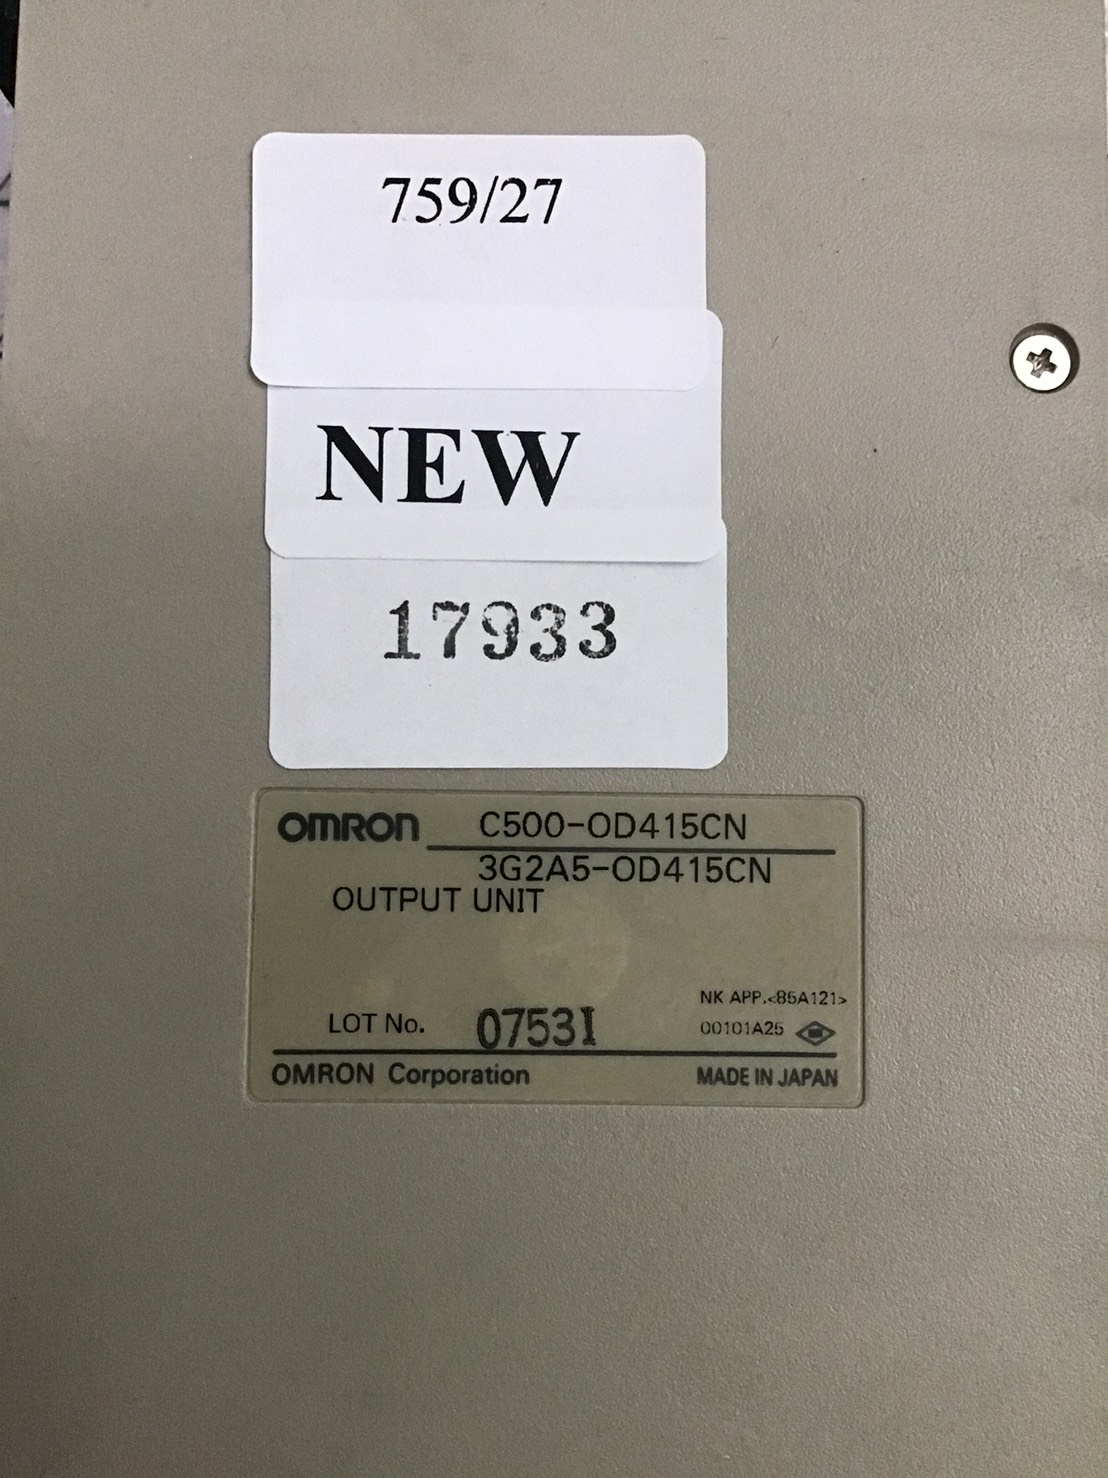 759/27
NEW
17933
OMRON C500-OD415CN
3G2A5-OD415CN
OUTPUT UNIT
NK APP.<85A121>
LOT No. 0753I 00101A25
OMRON Corporation MADE IN JAPAN